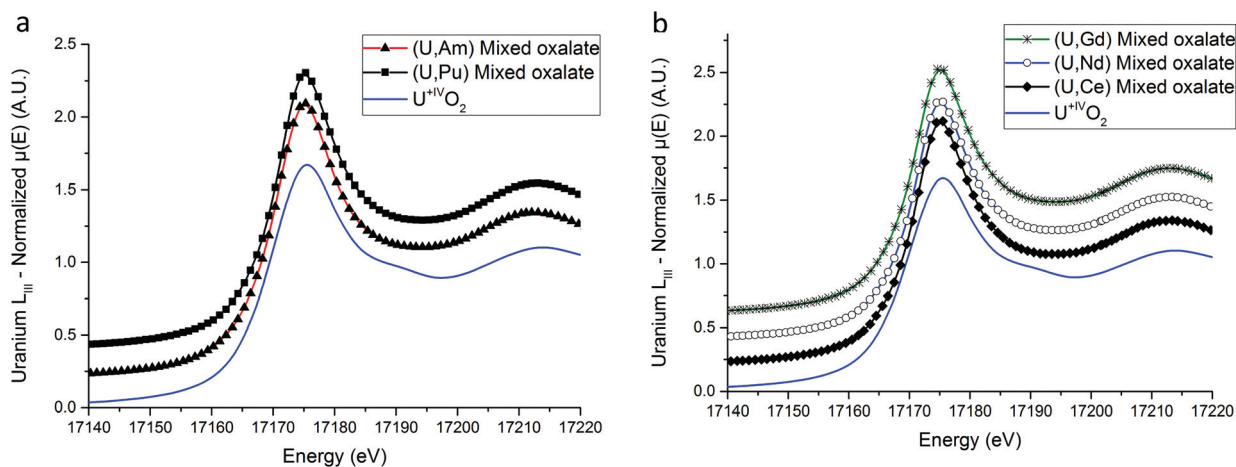 a
(U,Am) Mixed oxalate
(U,Pu) Mixed oxalate
U⁺ᴵⱽO₂
Uranium L_III - Normalized μ(E) (A.U.)
2.5
2.0
1.5
1.0
0.5
0.0
17140 17150 17160 17170 17180 17190 17200 17210 17220
Energy (eV)
b
(U,Gd) Mixed oxalate
(U,Nd) Mixed oxalate
(U,Ce) Mixed oxalate
U⁺ᴵⱽO₂
Uranium L_III - Normalized μ(E) (A.U.)
2.5
2.0
1.5
1.0
0.5
0.0
17140 17150 17160 17170 17180 17190 17200 17210 17220
Energy (eV)